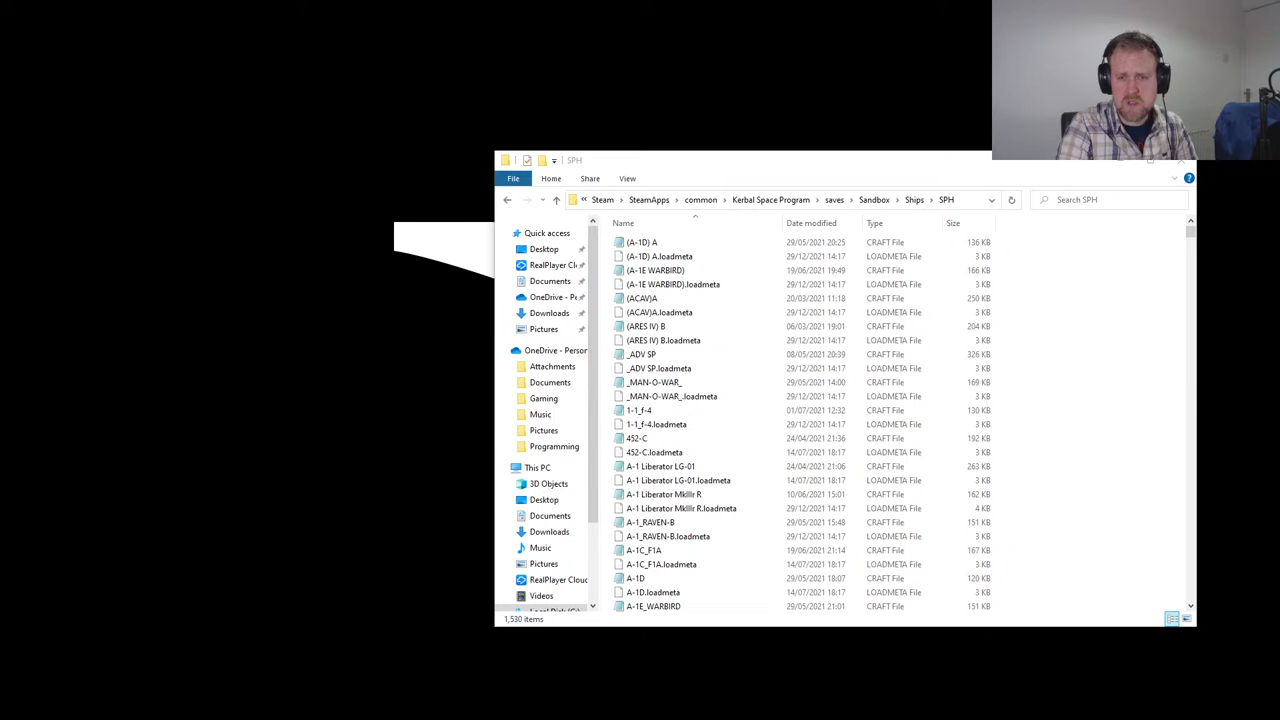 SPH
File Home Share View
« Steam > SteamApps > common > Kerbal Space Program > saves > Sandbox > Ships > SPH
Search SPH
Name Date modified Type Size
Quick access
Desktop
RealPlayer Cl
Documents
OneDrive - Pe
Downloads
Pictures
OneDrive - Person
Attachments
Documents
Gaming
Music
Pictures
Programming
This PC
3D Objects
Desktop
Documents
Downloads
Music
Pictures
RealPlayer Cloud
Videos
Local Disk (C:)
(A-1D) A 29/05/2021 20:25 CRAFT File 136 KB
(A-1D) A.loadmeta 29/12/2021 14:17 LOADMETA File 3 KB
(A-1E WARBIRD) 19/06/2021 19:49 CRAFT File 166 KB
(A-1E WARBIRD).loadmeta 29/12/2021 14:17 LOADMETA File 3 KB
(ACAV)A 20/03/2021 11:18 CRAFT File 250 KB
(ACAV)A.loadmeta 29/12/2021 14:17 LOADMETA File 3 KB
(ARES IV) B 06/03/2021 19:01 CRAFT File 204 KB
(ARES IV) B.loadmeta 29/12/2021 14:17 LOADMETA File 3 KB
_ADV SP 08/05/2021 20:39 CRAFT File 326 KB
_ADV SP.loadmeta 29/12/2021 14:17 LOADMETA File 3 KB
_MAN-O-WAR_ 29/05/2021 14:00 CRAFT File 169 KB
_MAN-O-WAR_.loadmeta 29/12/2021 14:17 LOADMETA File 3 KB
1-1_f-4 01/07/2021 12:32 CRAFT File 130 KB
1-1_f-4.loadmeta 29/12/2021 14:17 LOADMETA File 3 KB
452-C 24/04/2021 21:36 CRAFT File 192 KB
452-C.loadmeta 14/07/2021 18:17 LOADMETA File 3 KB
A-1 Liberator LG-01 24/04/2021 21:06 CRAFT File 263 KB
A-1 Liberator LG-01.loadmeta 14/07/2021 18:17 LOADMETA File 3 KB
A-1 Liberator MkIIIr R 10/06/2021 15:01 CRAFT File 162 KB
A-1 Liberator MkIIIr R.loadmeta 29/12/2021 14:17 LOADMETA File 4 KB
A-1_RAVEN-B 29/05/2021 15:48 CRAFT File 151 KB
A-1_RAVEN-B.loadmeta 29/12/2021 14:17 LOADMETA File 3 KB
A-1C_F1A 19/06/2021 21:14 CRAFT File 167 KB
A-1C_F1A.loadmeta 14/07/2021 18:17 LOADMETA File 3 KB
A-1D 29/05/2021 18:07 CRAFT File 120 KB
A-1D.loadmeta 14/07/2021 18:17 LOADMETA File 3 KB
A-1E_WARBIRD 29/05/2021 21:01 CRAFT File 151 KB
1,530 items